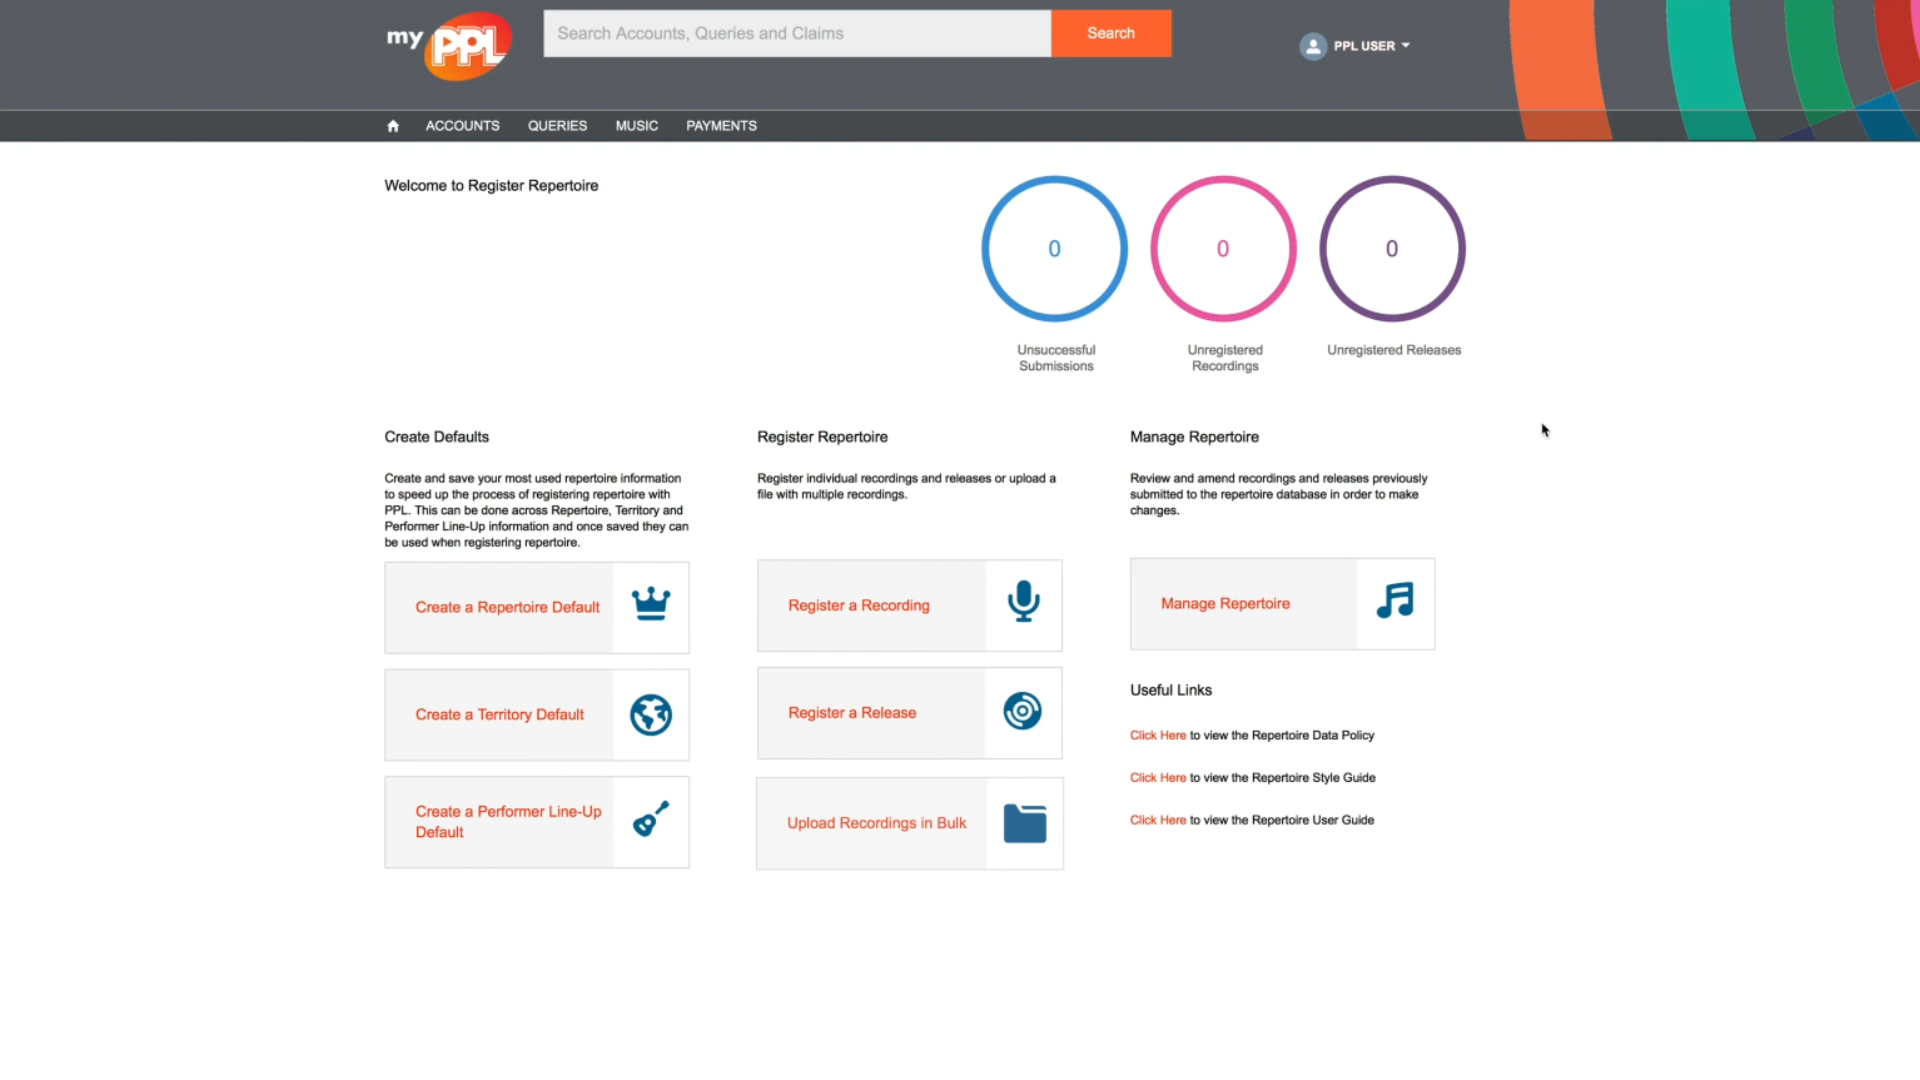 my PPL
Search Accounts, Queries and Claims
Search
PPL USER
ACCOUNTS
QUERIES
MUSIC
PAYMENTS
Welcome to Register Repertoire
0
0
0
Unsuccessful
Submissions
Unregistered
Recordings
Unregistered Releases
Create Defaults
Create and save your most used repertoire information
to speed up the process of registering repertoire with
PPL. This can be done across Repertoire, Territory and
Performer Line-Up information and once saved they can
be used when registering repertoire.
Create a Repertoire Default
Create a Territory Default
Create a Performer Line-Up
Default
Register Repertoire
Register individual recordings and releases or upload a
file with multiple recordings.
Register a Recording
Register a Release
Upload Recordings in Bulk
Manage Repertoire
Review and amend recordings and releases previously
submitted to the repertoire database in order to make
changes.
Manage Repertoire
Useful Links
Click Here to view the Repertoire Data Policy
Click Here to view the Repertoire Style Guide
Click Here to view the Repertoire User Guide